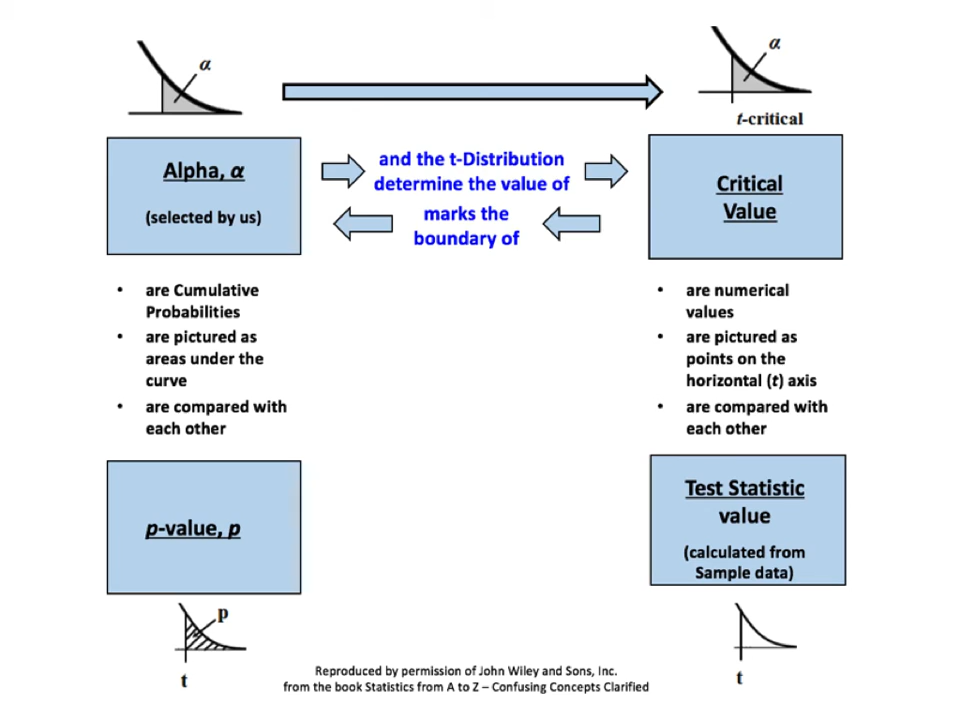 α
α
t-critical
Alpha, α
(selected by us)
and the t-Distribution
determine the value of
marks the
boundary of
Critical
Value
• are Cumulative
Probabilities
• are pictured as
areas under the
curve
• are compared with
each other
• are numerical
values
• are pictured as
points on the
horizontal (t) axis
• are compared with
each other
p-value, p
Test Statistic
value
(calculated from
Sample data)
p
t
t
Reproduced by permission of John Wiley and Sons, Inc.
from the book Statistics from A to Z – Confusing Concepts Clarified